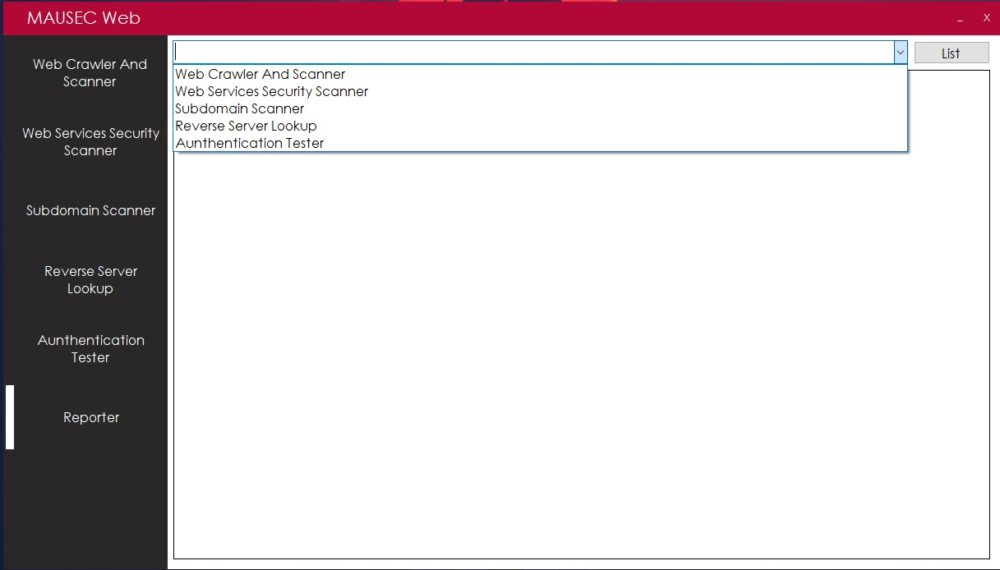 MAUSEC Web
_ X
Web Crawler And
Scanner
Web Services Security
Scanner
Subdomain Scanner
Reverse Server
Lookup
Aunthentication
Tester
Reporter
List
Web Crawler And Scanner
Web Services Security Scanner
Subdomain Scanner
Reverse Server Lookup
Aunthentication Tester